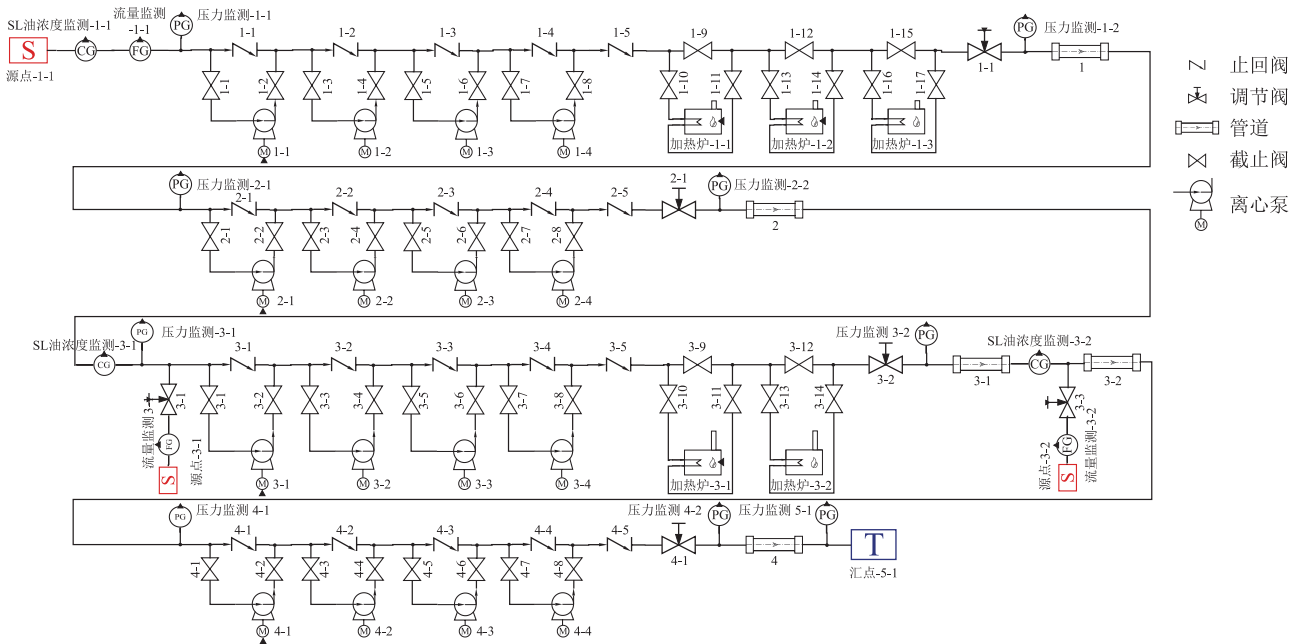 SL油浓度监测-1-1
流量监测
-1-1
PG
压力监测-1-1
1-1
1-2
1-3
1-4
1-5
1-9
1-12
1-15
PG
压力监测-1-2
S
CG
FG
源点-1-1
1-1
1
1-1
1-2
1-3
1-4
1-5
1-6
1-7
1-8
1-10
1-11
1-13
1-14
1-16
1-17
加热炉-1-1
加热炉-1-2
加热炉-1-3
M
1-1
M
1-2
M
1-3
M
1-4
止回阀
调节阀
管道
截止阀
离心泵
M
PG
压力监测-2-1
2-1
2-2
2-3
2-4
2-5
2-1
PG
压力监测-2-2
2
2-1
2-2
2-3
2-4
2-5
2-6
2-7
2-8
M
2-1
M
2-2
M
2-3
M
2-4
SL油浓度监测-3-1
CG
PG
压力监测-3-1
3-1
3-2
3-3
3-4
3-5
3-9
3-12
压力监测 3-2
PG
3-2
3-1
SL油浓度监测-3-2
CG
3-2
3-1
3-1
3-2
3-3
3-4
3-5
3-6
3-7
3-8
3-10
3-11
3-13
3-14
3-3
流量监测 3-1
FG
S
源点-3-1
加热炉-3-1
加热炉-3-2
源点-3-2
FG
S
流量监测-3-2
M
3-1
M
3-2
M
3-3
M
3-4
PG
压力监测 4-1
4-1
4-2
4-3
4-4
4-5
压力监测 4-2
PG
4-1
压力监测 5-1
PG
4
T
汇点-5-1
4-1
4-2
4-3
4-4
4-5
4-6
4-7
4-8
M
4-1
M
4-2
M
4-3
M
4-4